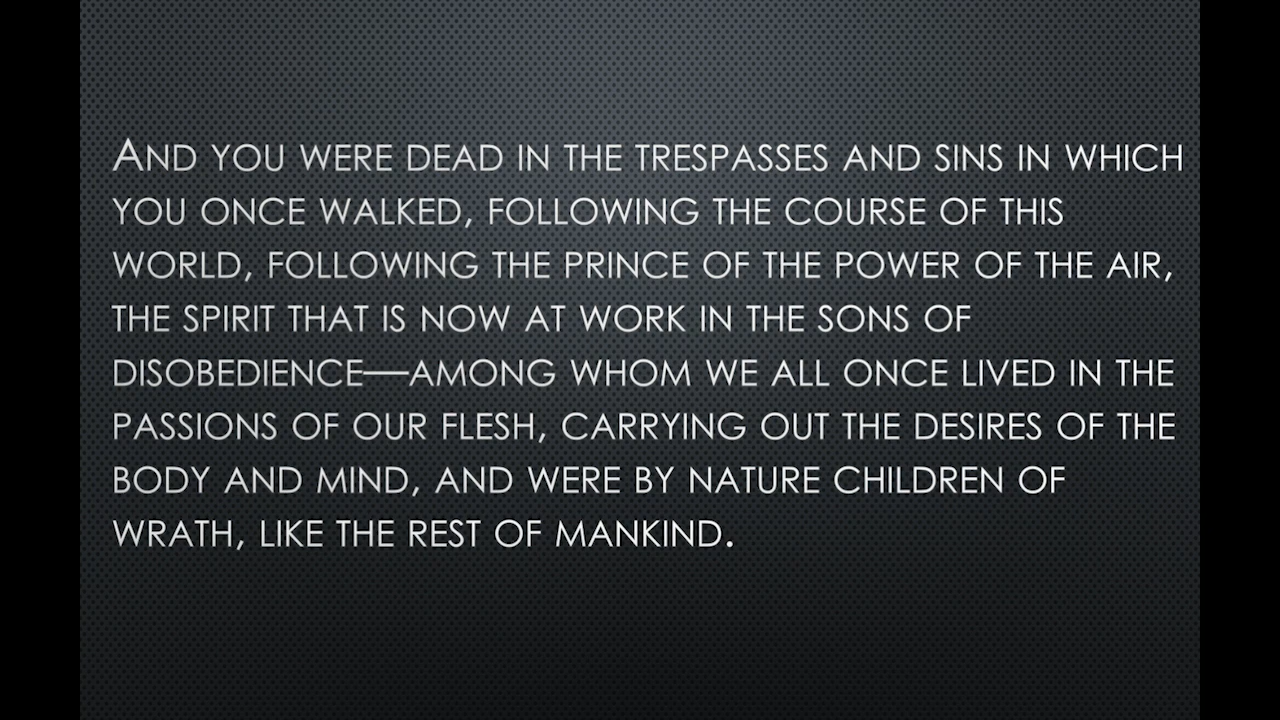 And you were dead in the trespasses and sins in which
you once walked, following the course of this
world, following the prince of the power of the air,
the spirit that is now at work in the sons of
disobedience—among whom we all once lived in the
passions of our flesh, carrying out the desires of the
body and mind, and were by nature children of
wrath, like the rest of mankind.